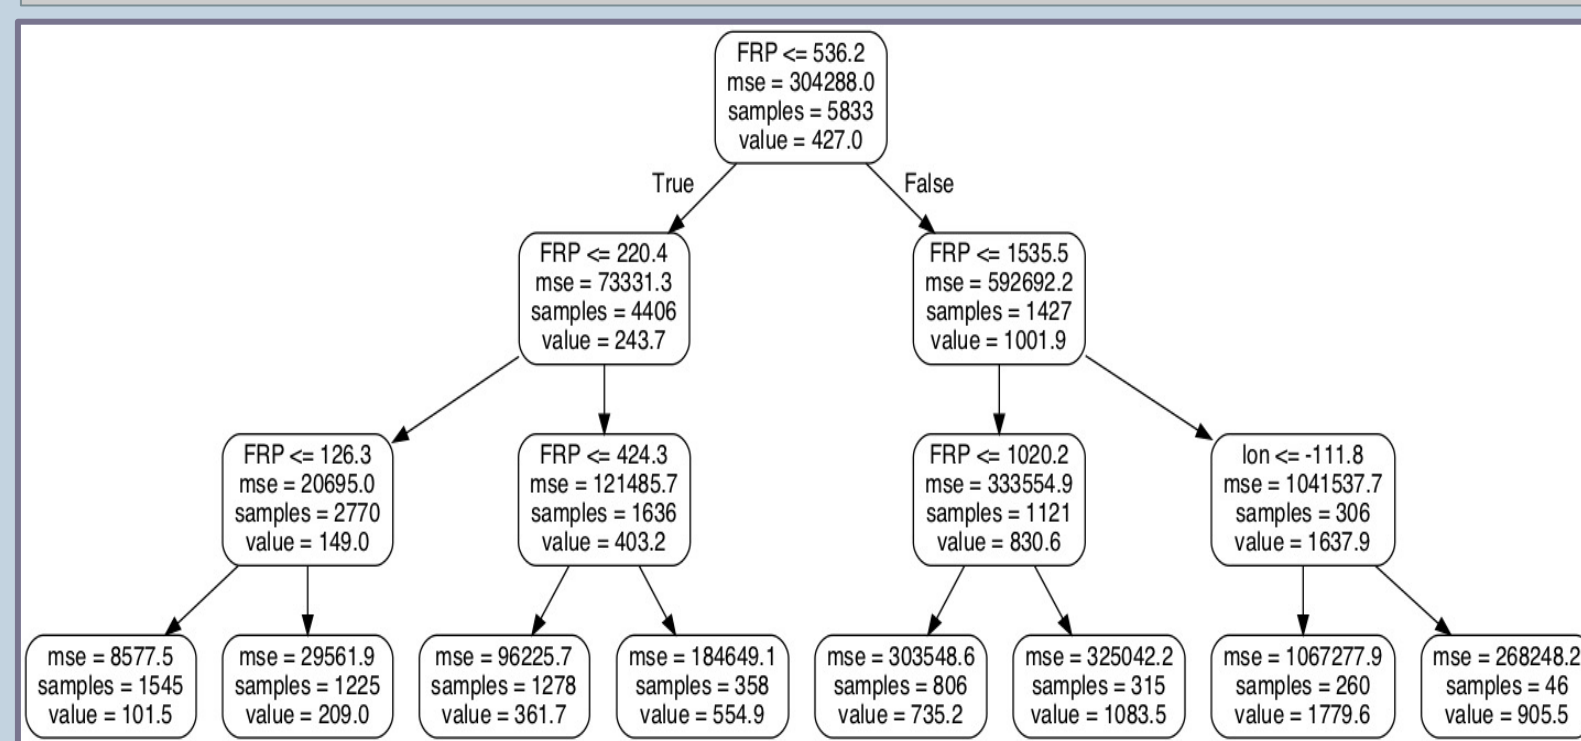 FRP <= 536.2
mse = 304288.0
samples = 5833
value = 427.0
True
False
FRP <= 220.4
mse = 73331.3
samples = 4406
value = 243.7
FRP <= 1535.5
mse = 592692.2
samples = 1427
value = 1001.9
FRP <= 126.3
mse = 20695.0
samples = 2770
value = 149.0
FRP <= 424.3
mse = 121485.7
samples = 1636
value = 403.2
FRP <= 1020.2
mse = 333554.9
samples = 1121
value = 830.6
lon <= -111.8
mse = 1041537.7
samples = 306
value = 1637.9
mse = 8577.5
samples = 1545
value = 101.5
mse = 29561.9
samples = 1225
value = 209.0
mse = 96225.7
samples = 1278
value = 361.7
mse = 184649.1
samples = 358
value = 554.9
mse = 303548.6
samples = 806
value = 735.2
mse = 325042.2
samples = 315
value = 1083.5
mse = 1067277.9
samples = 260
value = 1779.6
mse = 268248.2
samples = 46
value = 905.5